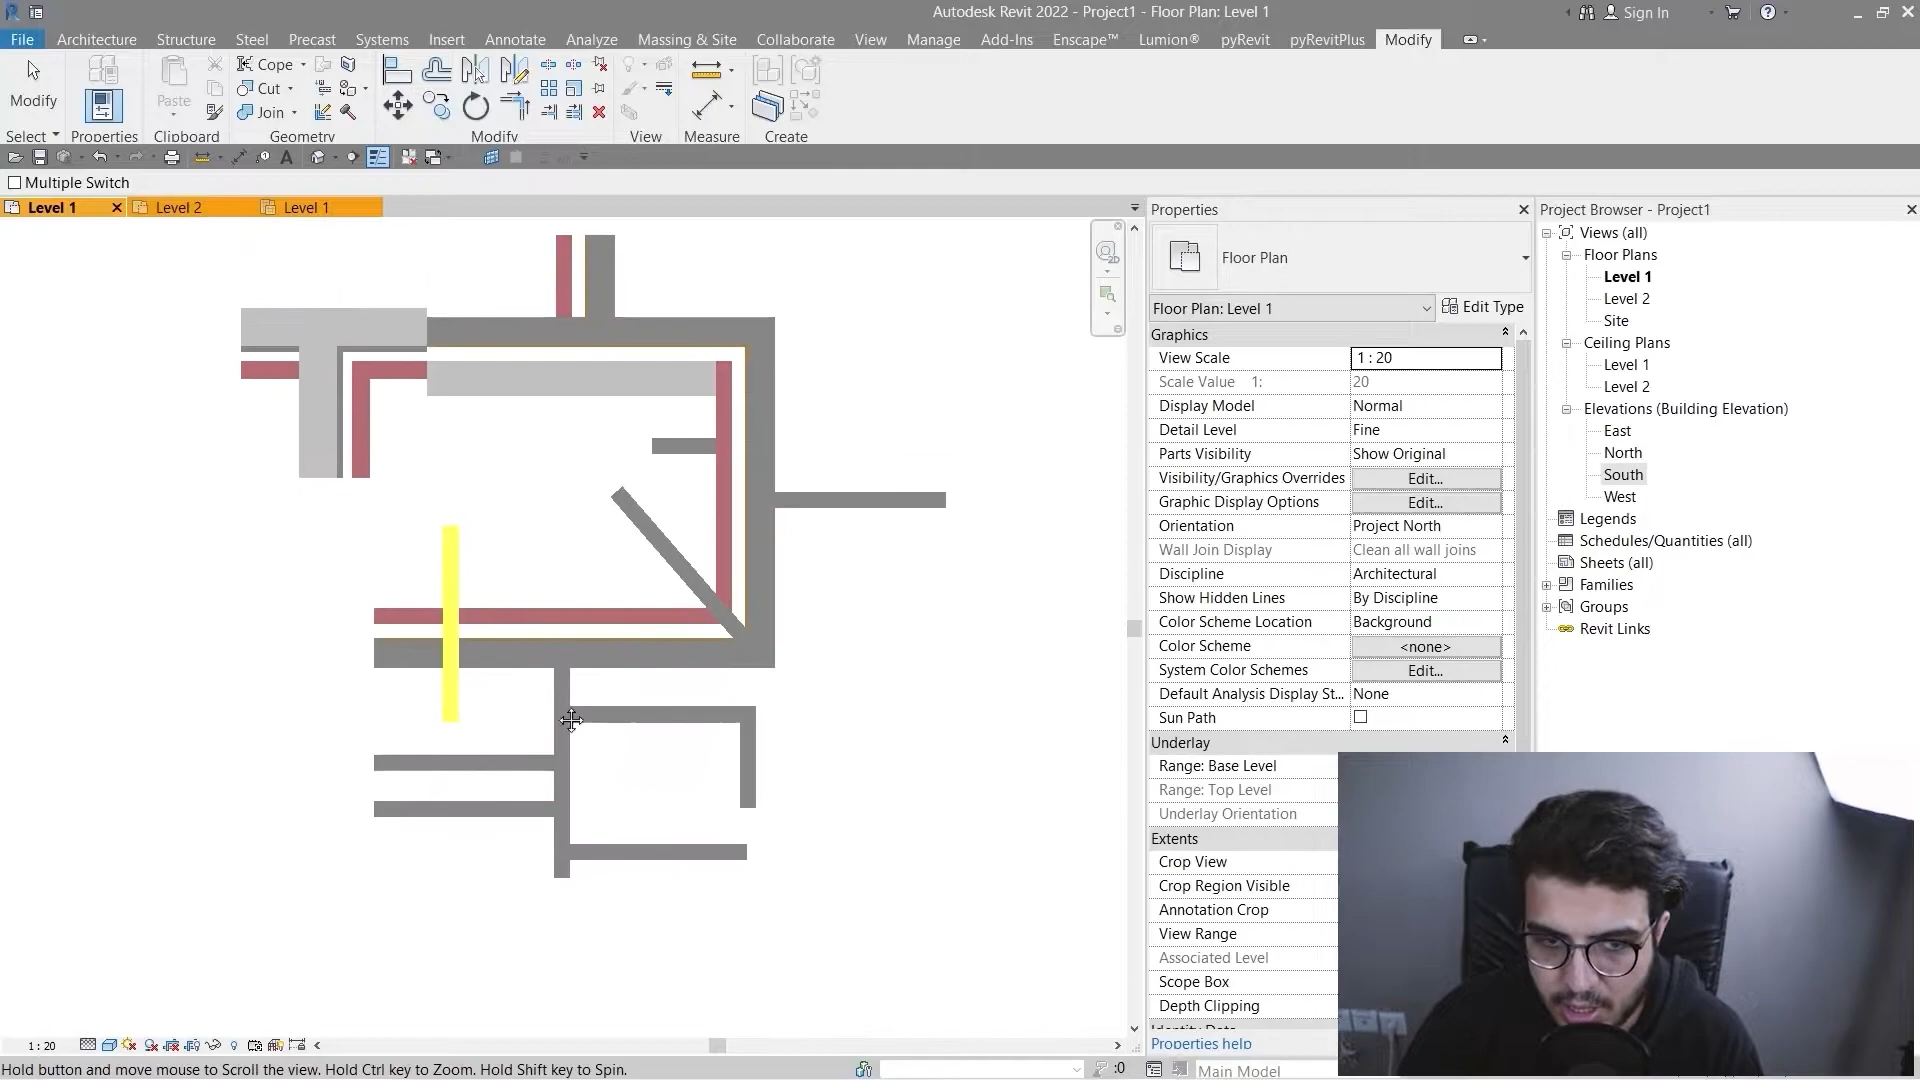 Autodesk Revit 2022 - Project1 - Floor Plan: Level 1
Sign In
File Architecture Structure Steel Precast Systems Insert Annotate Analyze Massing & Site Collaborate View Manage Add-Ins Enscape™ Lumion® pyRevit pyRevitPlus Modify
Modify
Paste
Cope
Cut
Join
Select Properties Clipboard Geometry Modify View Measure Create
Multiple Switch
Level 1
Level 2
Level 1
2D
Properties
Floor Plan
Floor Plan: Level 1
Edit Type
Graphics
View Scale 1 : 20
Scale Value 1: 20
Display Model Normal
Detail Level Fine
Parts Visibility Show Original
Visibility/Graphics Overrides Edit...
Graphic Display Options Edit...
Orientation Project North
Wall Join Display Clean all wall joins
Discipline Architectural
Show Hidden Lines By Discipline
Color Scheme Location Background
Color Scheme <none>
System Color Schemes Edit...
Default Analysis Display St... None
Sun Path
Underlay
Range: Base Level
Range: Top Level
Underlay Orientation
Extents
Crop View
Crop Region Visible
Annotation Crop
View Range
Associated Level
Scope Box
Depth Clipping
Identity Data
Properties help
Project Browser - Project1
Views (all)
Floor Plans
Level 1
Level 2
Site
Ceiling Plans
Level 1
Level 2
Elevations (Building Elevation)
East
North
South
West
Legends
Schedules/Quantities (all)
Sheets (all)
Families
Groups
Revit Links
1 : 20
Hold button and move mouse to Scroll the view. Hold Ctrl key to Zoom. Hold Shift key to Spin.
:0
Main Model